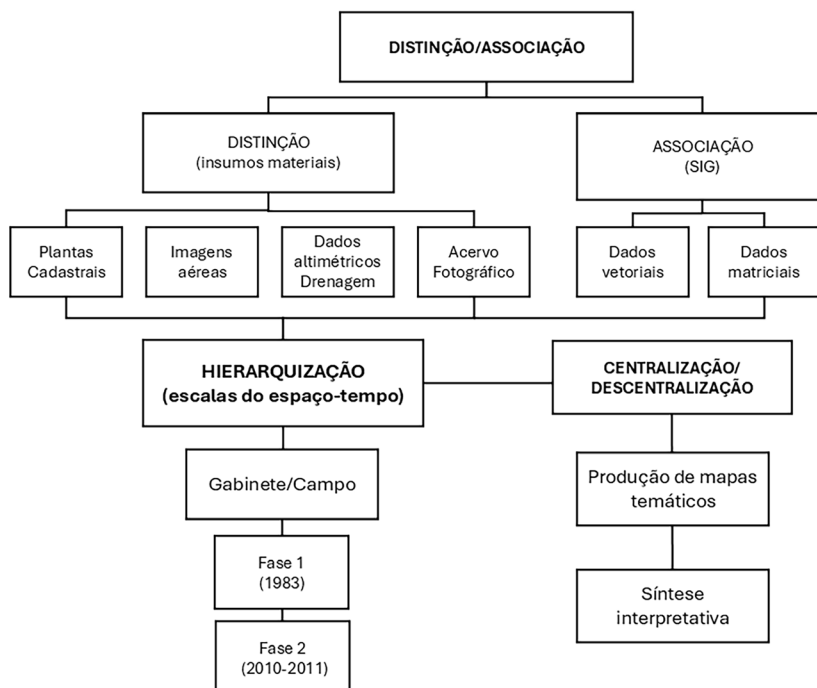 DISTINÇÃO/ASSOCIAÇÃO
DISTINÇÃO
(insumos materiais)
ASSOCIAÇÃO
(SIG)
Plantas
Cadastrais
Imagens
aéreas
Dados
altimétricos
Drenagem
Acervo
Fotográfico
Dados
vetoriais
Dados
matriciais
HIERARQUIZAÇÃO
(escalas do espaço-tempo)
CENTRALIZAÇÃO/
DESCENTRALIZAÇÃO
Gabinete/Campo
Produção de mapas
temáticos
Fase 1
(1983)
Síntese
interpretativa
Fase 2
(2010-2011)